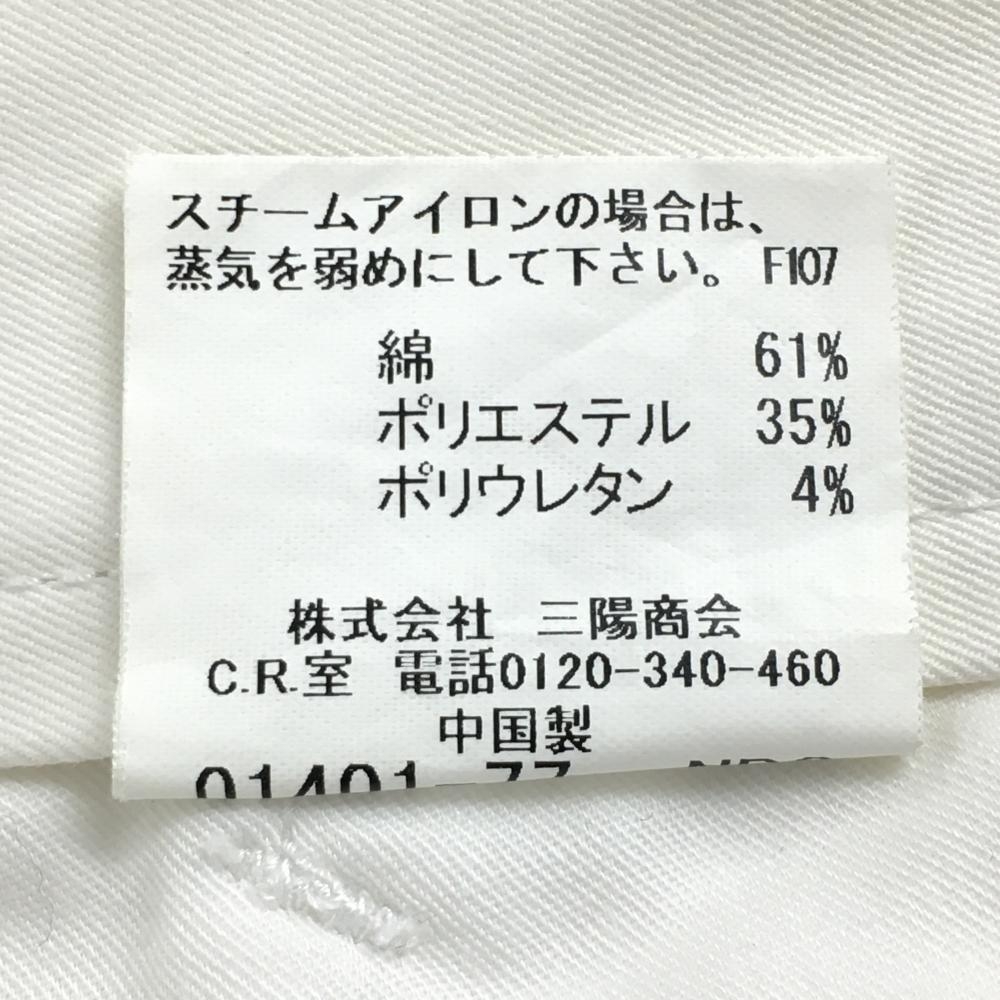 スチームアイロンの場合は、
蒸気を弱めにして下さい。 F107
綿 61%
ポリエステル 35%
ポリウレタン 4%
株式会社 三陽商会
C.R.室 電話0120-340-460
中国製